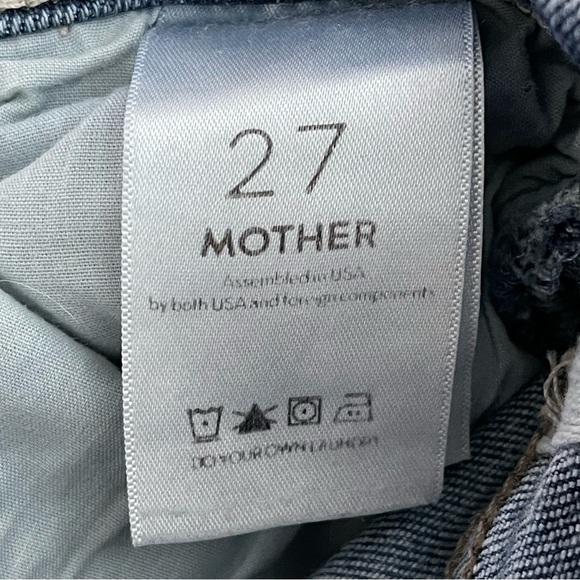 27
MOTHER
Assembled in USA
by both USA and foreign components
DO YOUR OWN LAUNDRY